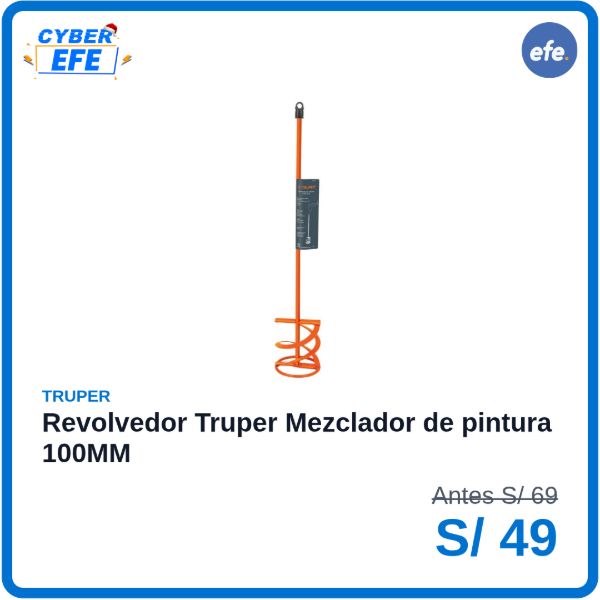 CYBER
EFE
efe.
TRUPER
Revolvedor Truper Mezclador de pintura
100MM
Antes S/ 69
S/ 49